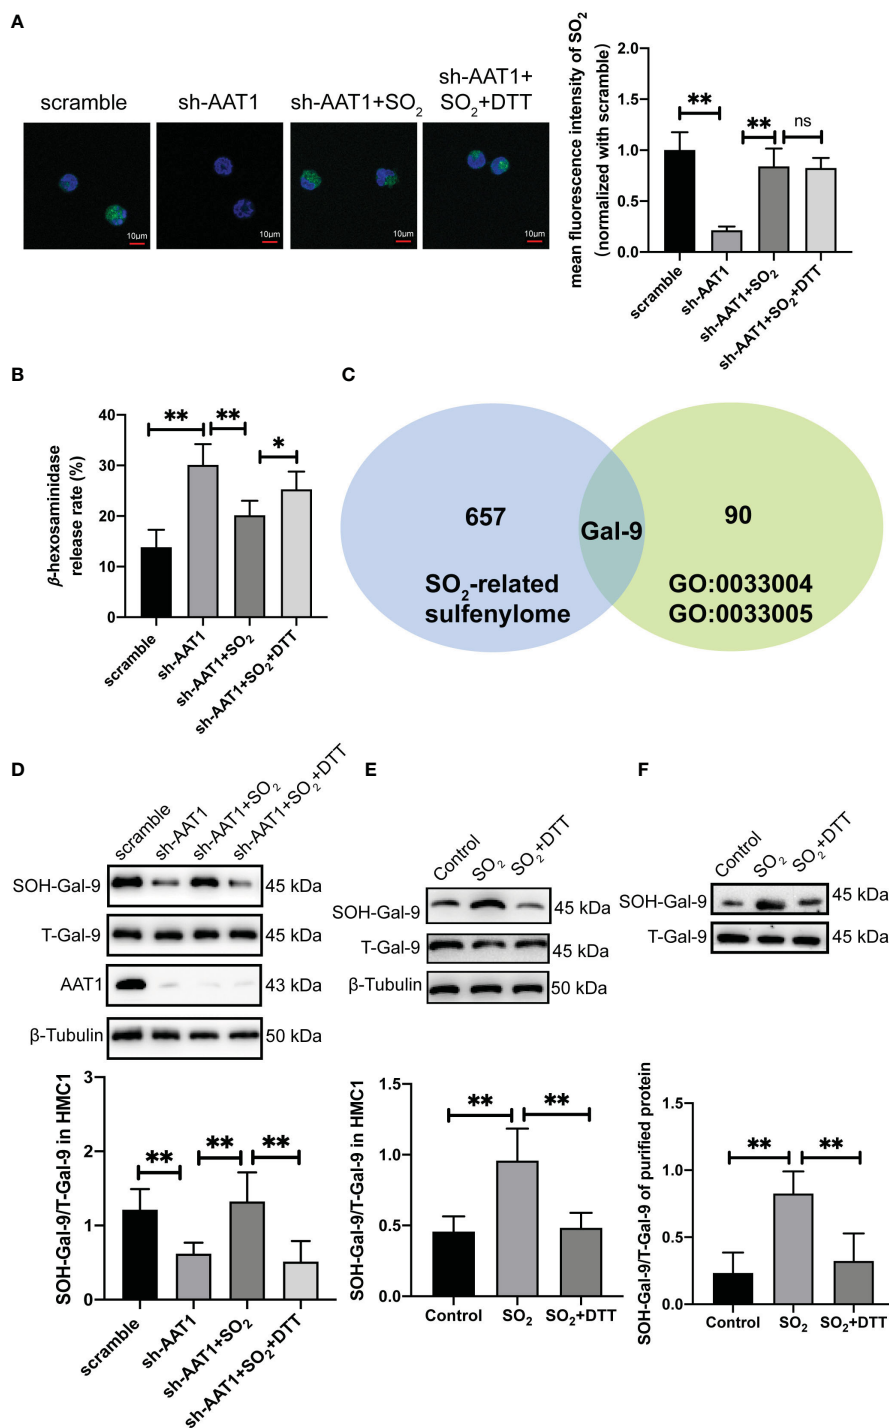 A
scramble
sh-AAT1
sh-AAT1+SO₂
sh-AAT1+
SO₂+DTT
10μm
10μm
10μm
10μm
mean fluorescence intensity of SO₂
(normalized with scramble)
2.0
1.5
1.0
0.5
0.0
**
**
ns
scramble
sh-AAT1
sh-AAT1+SO₂
sh-AAT1+SO₂+DTT
B
β-hexosaminidase
release rate (%)
40
30
20
10
0
**
**
*
scramble
sh-AAT1
sh-AAT1+SO₂
sh-AAT1+SO₂+DTT
C
657
Gal-9
90
SO₂-related
sulfenylome
GO:0033004
GO:0033005
D
scramble
sh-AAT1
sh-AAT1+SO₂
sh-AAT1+SO₂+DTT
SOH-Gal-9
45 kDa
T-Gal-9
45 kDa
AAT1
43 kDa
β-Tubulin
50 kDa
SOH-Gal-9/T-Gal-9 in HMC1
3
2
1
0
**
**
**
scramble
sh-AAT1
sh-AAT1+SO₂
sh-AAT1+SO₂+DTT
E
Control
SO₂
SO₂+DTT
SOH-Gal-9
45 kDa
T-Gal-9
45 kDa
β-Tubulin
50 kDa
SOH-Gal-9/T-Gal-9 in HMC1
1.5
1.0
0.5
0.0
**
**
Control
SO₂
SO₂+DTT
F
Control
SO₂
SO₂+DTT
SOH-Gal-9
45 kDa
T-Gal-9
45 kDa
SOH-Gal-9/T-Gal-9 of purified protein
1.5
1.0
0.5
0.0
**
**
Control
SO₂
SO₂+DTT